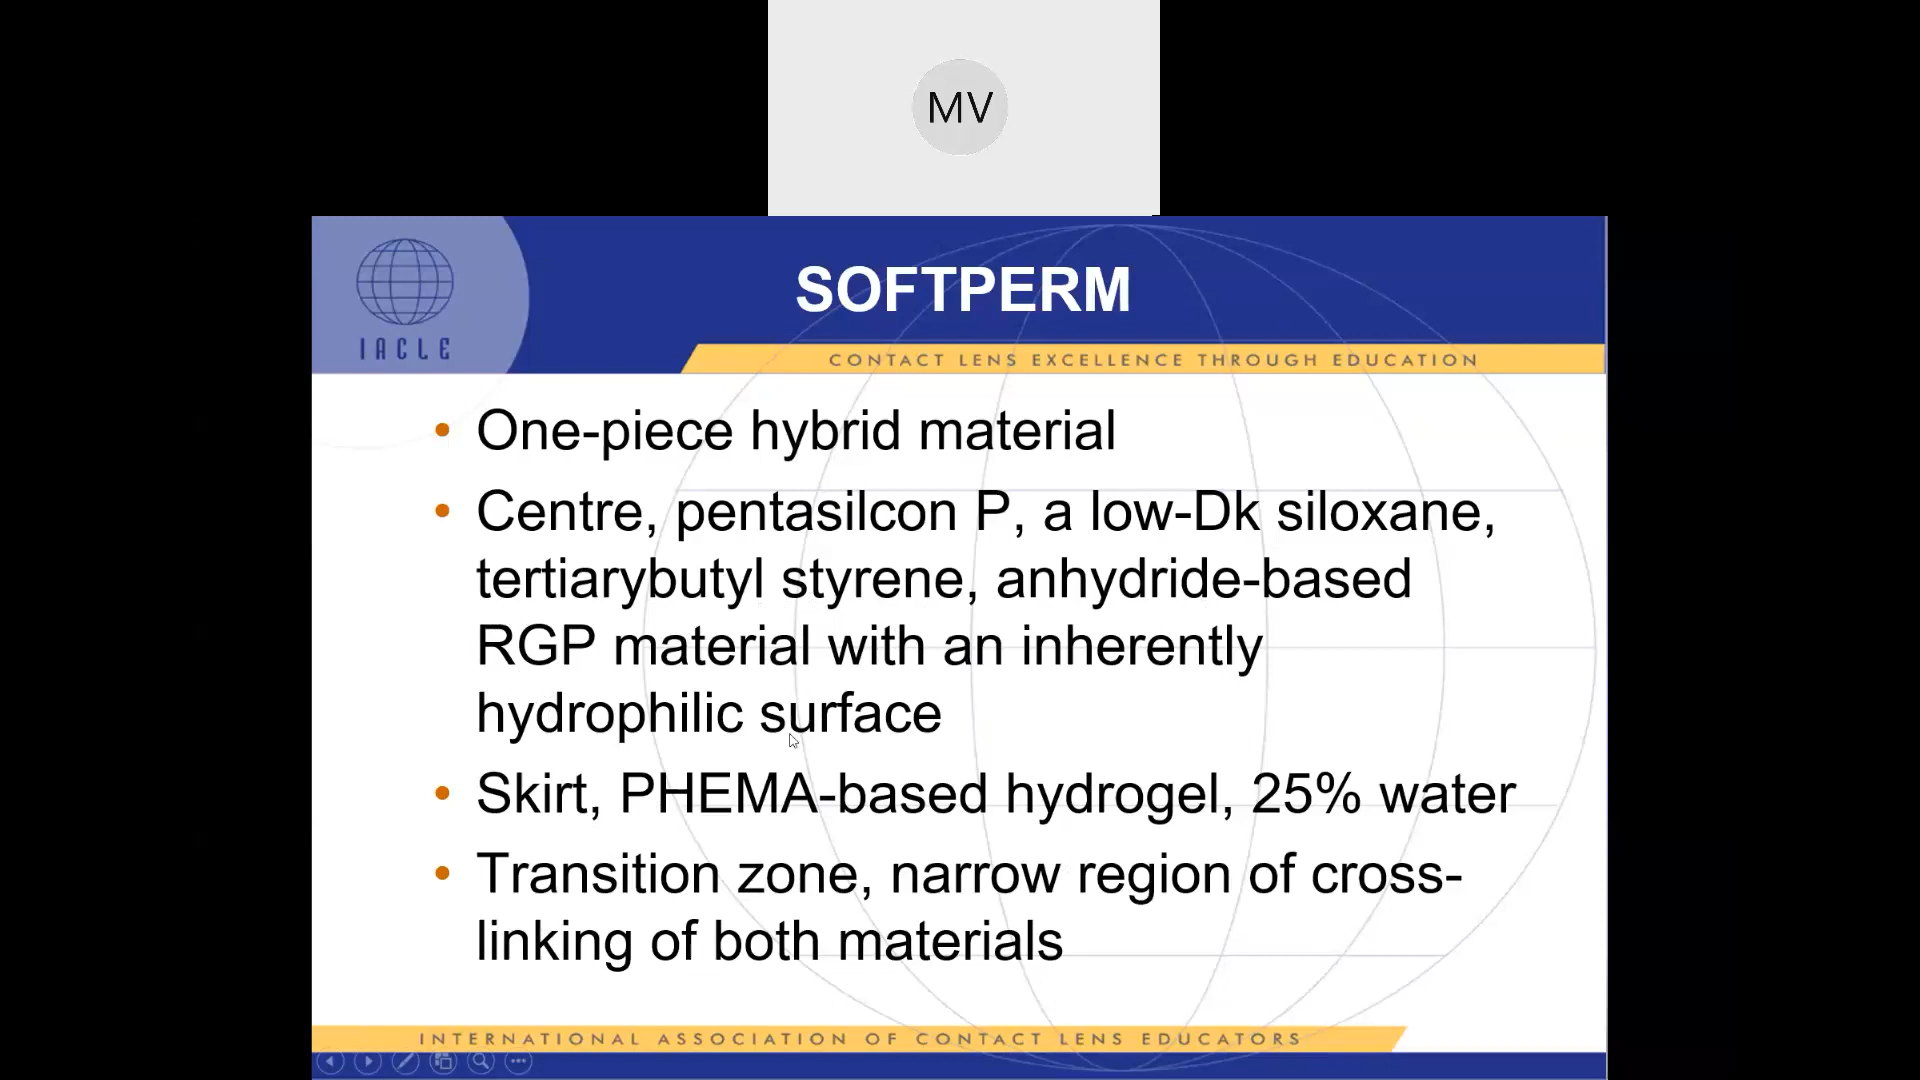 MV
SOFTPERM
IACLE
CONTACT LENS EXCELLENCE THROUGH EDUCATION
• One-piece hybrid material
• Centre, pentasilcon P, a low-Dk siloxane,
tertiarybutyl styrene, anhydride-based
RGP material with an inherently
hydrophilic surface
• Skirt, PHEMA-based hydrogel, 25% water
• Transition zone, narrow region of cross-
linking of both materials
INTERNATIONAL ASSOCIATION OF CONTACT LENS EDUCATORS